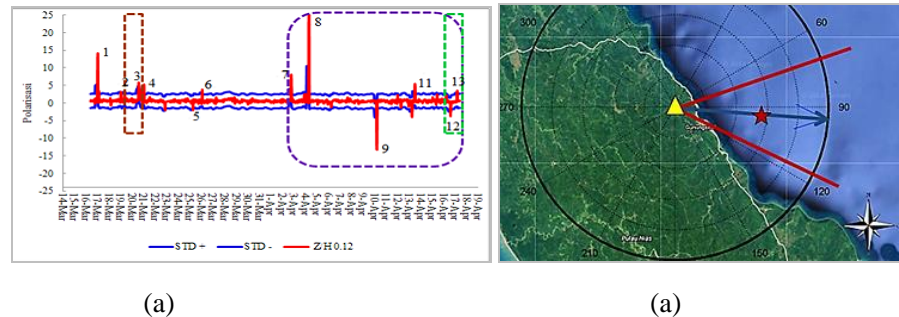 25
20
15
10
5
0
-5
-10
-15
-20
-25
Polarisasi
1
2
3
4
5
6
7
8
9
11
12
13
14-Mar
15-Mar
16-Mar
17-Mar
18-Mar
19-Mar
20-Mar
21-Mar
22-Mar
23-Mar
24-Mar
25-Mar
26-Mar
27-Mar
28-Mar
29-Mar
30-Mar
31-Mar
1-Apr
2-Apr
3-Apr
4-Apr
5-Apr
6-Apr
7-Apr
8-Apr
9-Apr
10-Apr
11-Apr
12-Apr
13-Apr
14-Apr
15-Apr
16-Apr
17-Apr
18-Apr
19-Apr
STD +
STD -
Z/H 0.12
300
60
270
90
240
120
210
150
Pulau Nias
(a)
(a)